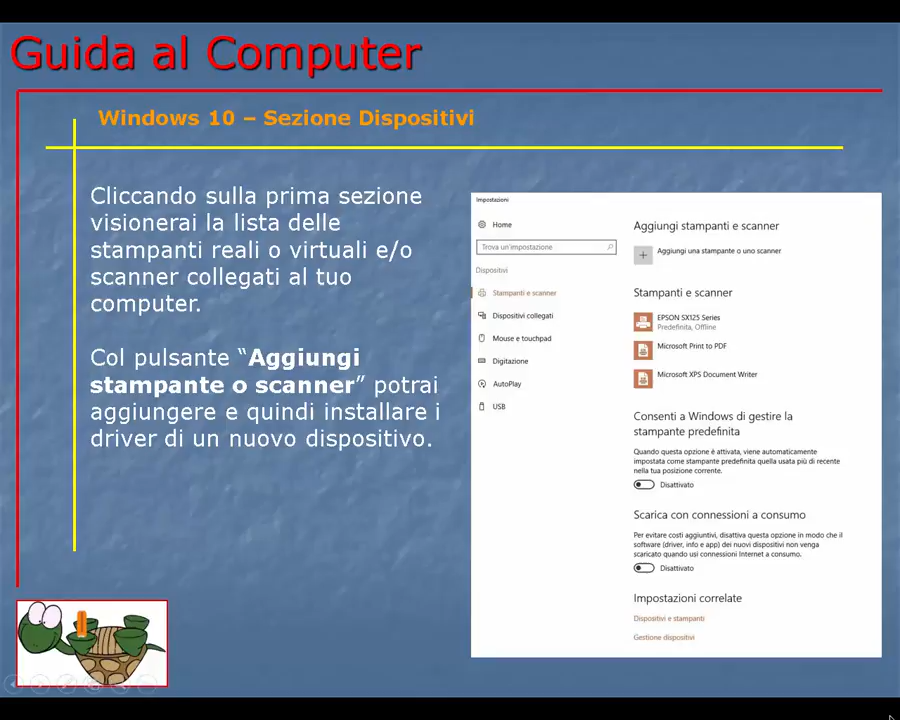 Guida al Computer
Windows 10 – Sezione Dispositivi
Cliccando sulla prima sezione
visionerai la lista delle
stampanti reali o virtuali e/o
scanner collegati al tuo
computer.
Col pulsante “Aggiungi
stampante o scanner” potrai
aggiungere e quindi installare i
driver di un nuovo dispositivo.
Impostazioni
Home
Trova un'impostazione
Dispositivi
Stampanti e scanner
Dispositivi collegati
Mouse e touchpad
Digitazione
AutoPlay
USB
Aggiungi stampanti e scanner
Aggiungi una stampante o uno scanner
Stampanti e scanner
EPSON SX125 Series
Predefinita, Offline
Microsoft Print to PDF
Microsoft XPS Document Writer
Consenti a Windows di gestire la
stampante predefinita
Quando questa opzione è attivata, viene automaticamente
impostata come stampante predefinita quella usata più di recente
nella tua posizione corrente.
Disattivato
Scarica con connessioni a consumo
Per evitare costi aggiuntivi, disattiva questa opzione in modo che il
software (driver, info e app) dei nuovi dispositivi non venga
scaricato quando usi connessioni Internet a consumo.
Disattivato
Impostazioni correlate
Dispositivi e stampanti
Gestione dispositivi